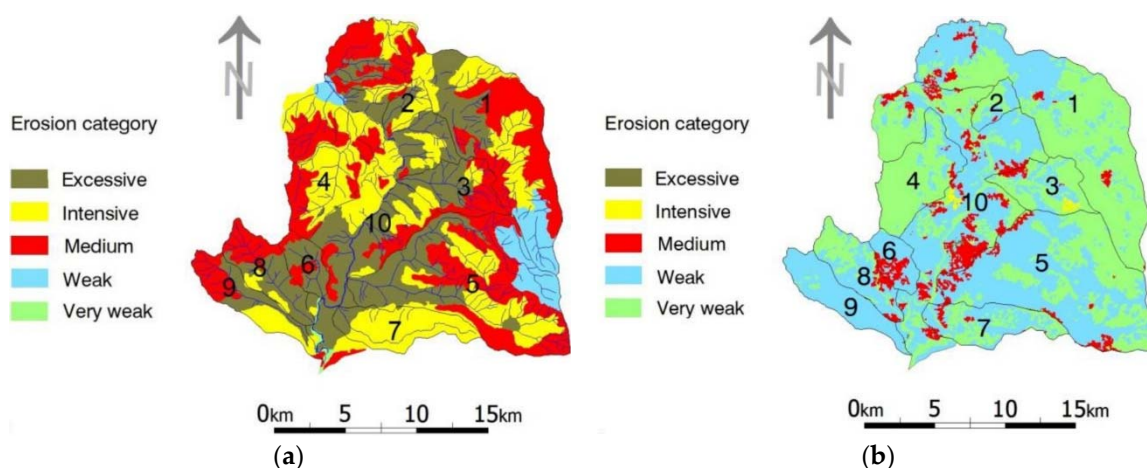 N
Erosion category
Excessive
Intensive
Medium
Weak
Very weak
1
2
3
4
10
5
6
8
9
7
0km 5 10 15km
(a)
N
Erosion category
Excessive
Intensive
Medium
Weak
Very weak
1
2
3
4
10
5
6
8
9
7
0km 5 10 15km
(b)